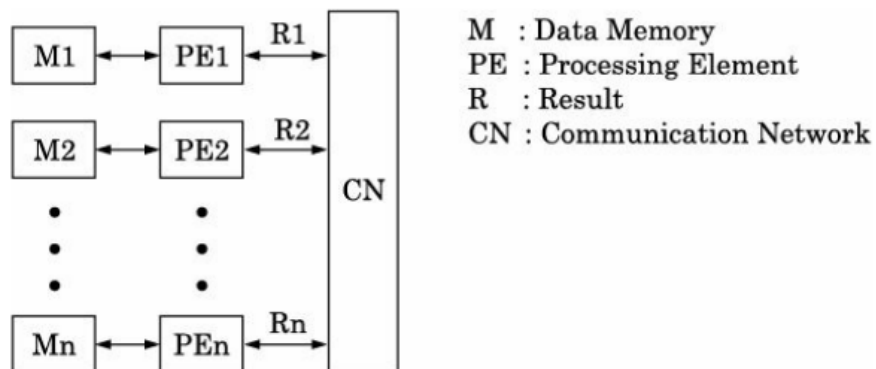 M1
PE1
R1
M2
PE2
R2
Mn
PEn
Rn
CN
M : Data Memory
PE : Processing Element
R : Result
CN : Communication Network